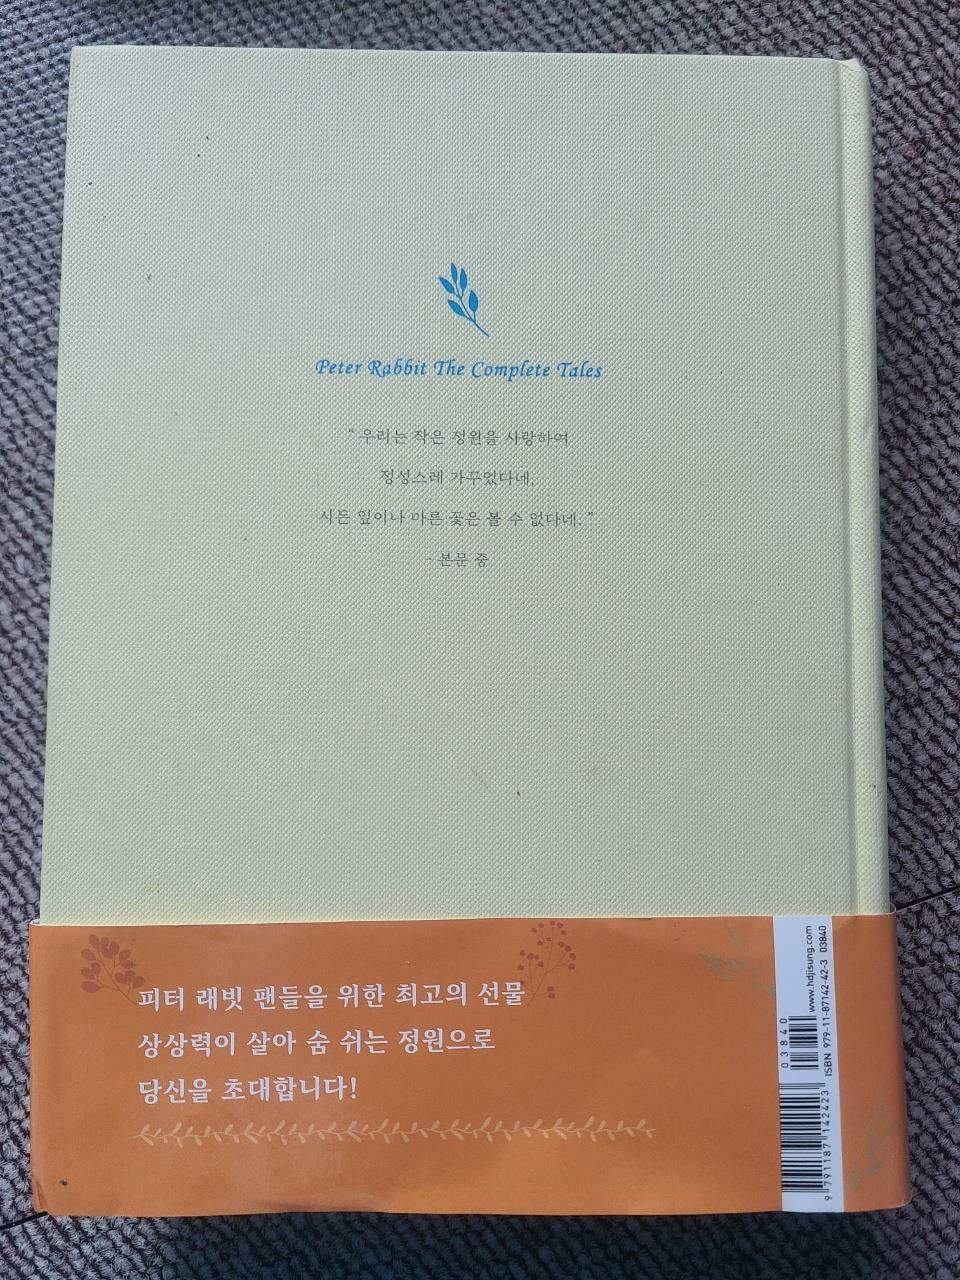 Peter Rabbit The Complete Tales
“우리는 작은 정원을 사랑하여
정성스레 가꾸었다네.
시든 잎이나 마른 꽃은 볼 수 없다네.”
- 본문 중
피터 래빗 팬들을 위한 최고의 선물
상상력이 살아 숨 쉬는 정원으로
당신을 초대합니다!
www.hdjisung.com
ISBN 979-11-87142-42-3 03840
03840
9 791187 142423